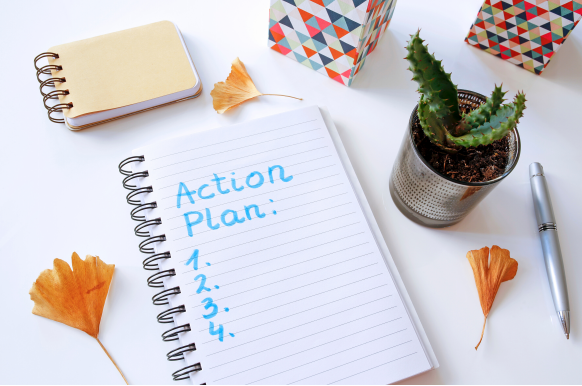 Action
Plan:
1.
2.
3.
4.